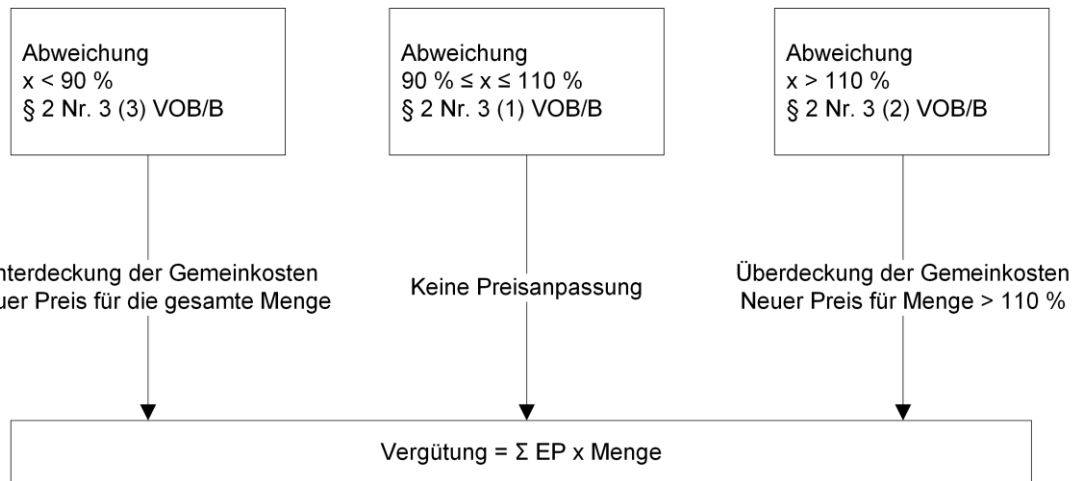 Abweichung
x < 90 %
§ 2 Nr. 3 (3) VOB/B
Abweichung
90 % ≤ x ≤ 110 %
§ 2 Nr. 3 (1) VOB/B
Abweichung
x > 110 %
§ 2 Nr. 3 (2) VOB/B
nterdeckung der Gemeinkosten
uer Preis für die gesamte Menge
Keine Preisanpassung
Überdeckung der Gemeinkosten
Neuer Preis für Menge > 110 %
Vergütung = Σ EP x Menge